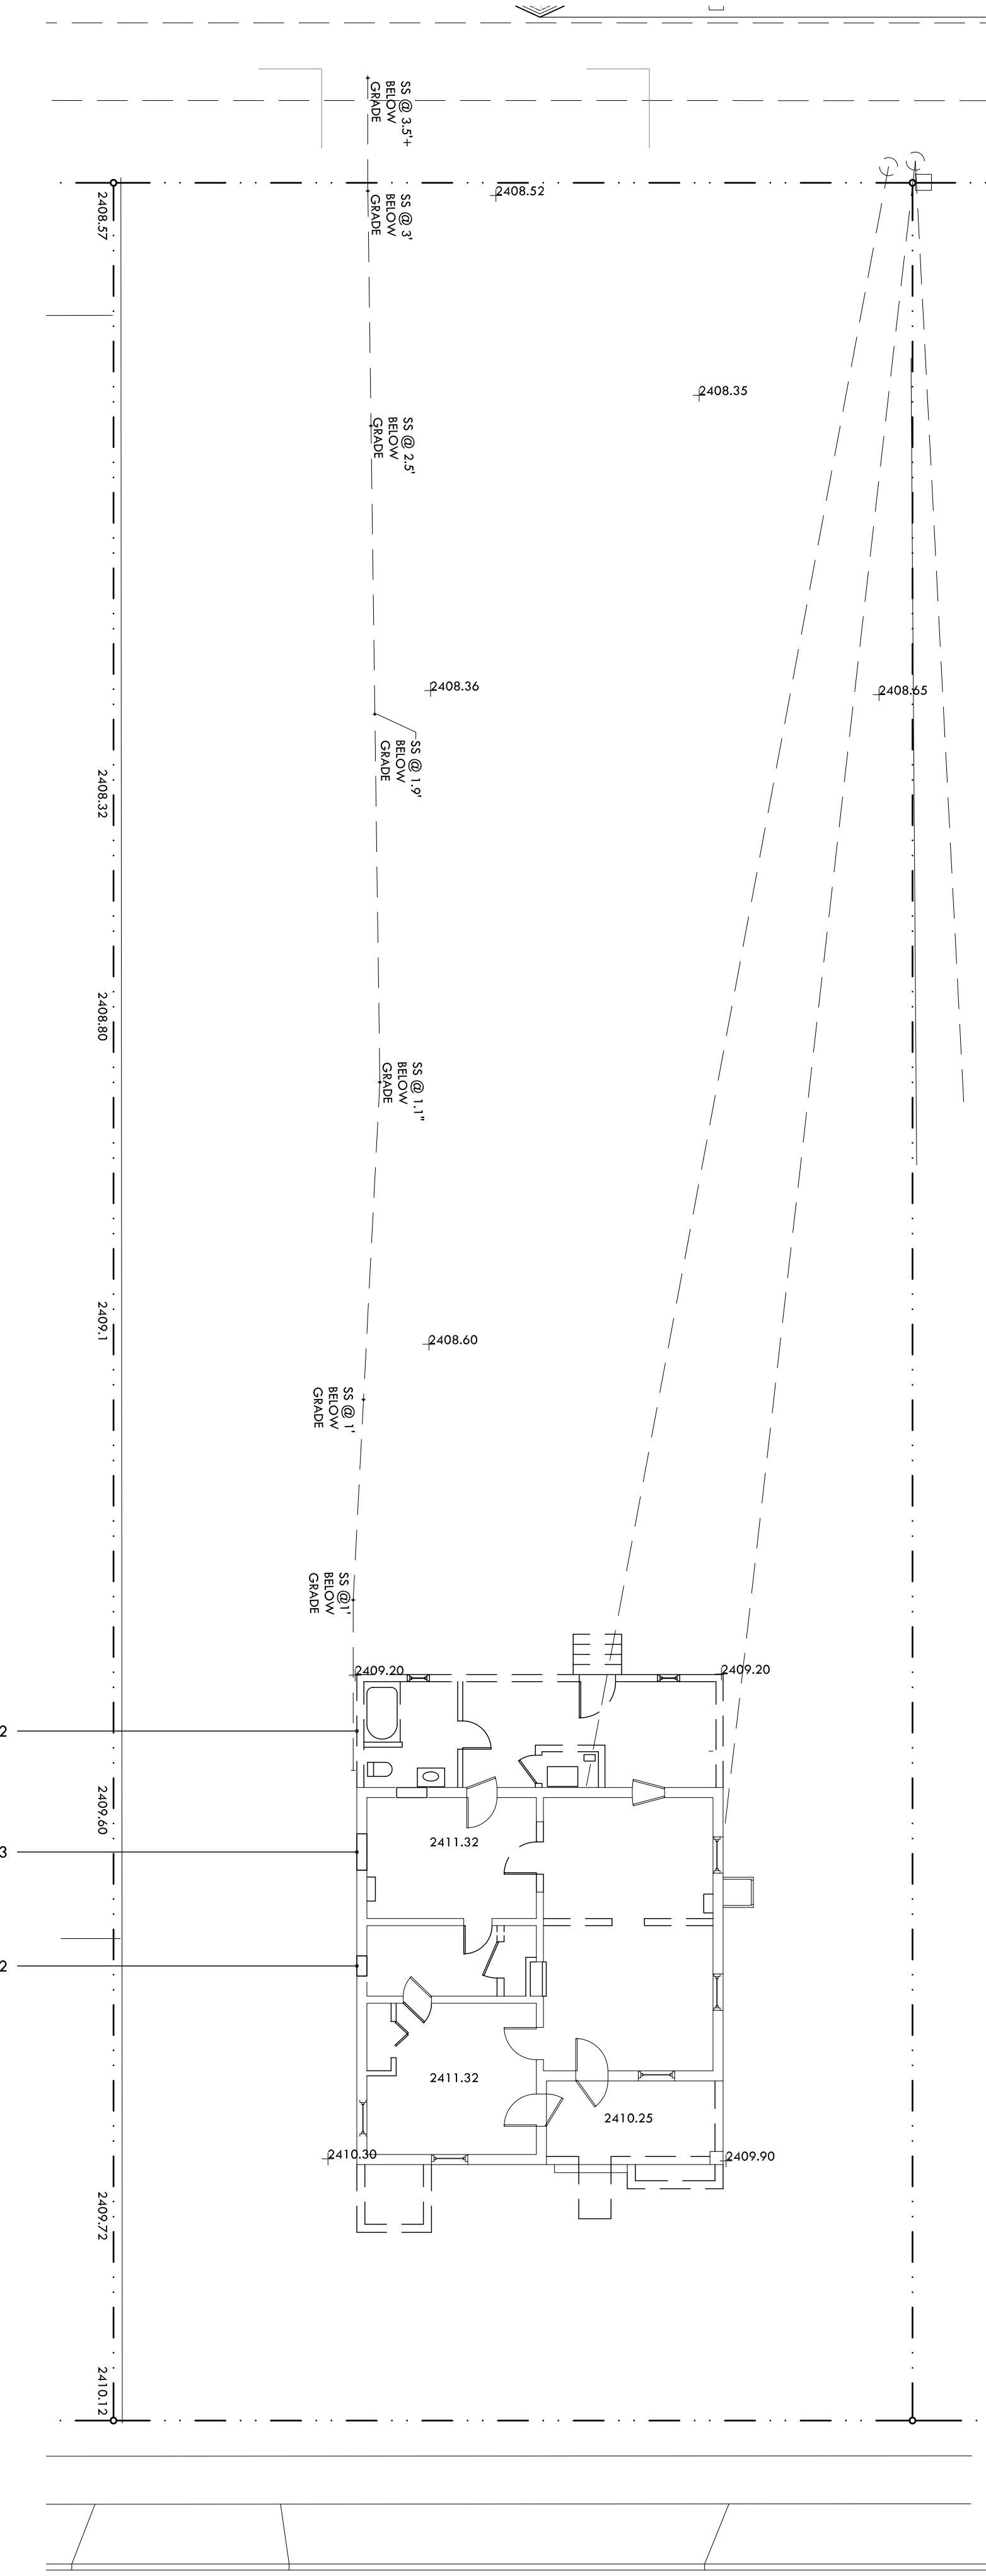 SS @ 3.5'+
BELOW
GRADE
2408.57
SS @ 3'
BELOW
GRADE
2408.52
2408.35
SS @ 2.5'
BELOW
GRADE
2408.36
2408.65
SS @ 1.9'
BELOW
GRADE
2408.32
2408.80
SS @ 1.1"
BELOW
GRADE
2409.1
2408.60
SS @ 1'
BELOW
GRADE
SS @1'
BELOW
GRADE
2409.20
2409.20
2
2409.60
2411.32
3
2
2411.32
2410.25
2410.30
2409.90
2409.72
2410.12